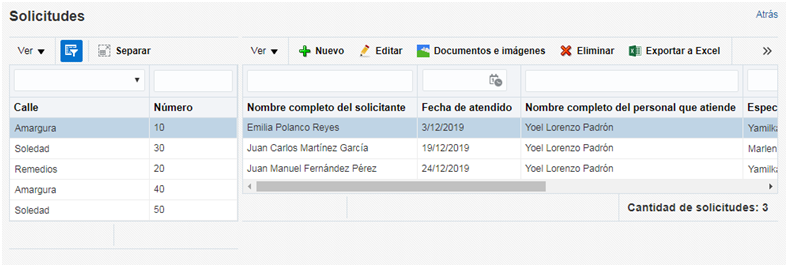 Solicitudes
Atrás
Ver Separar
Ver Nuevo Editar Documentos e imágenes Eliminar Exportar a Excel »
Calle Número
Amargura 10
Soledad 30
Remedios 20
Amargura 40
Soledad 50
Nombre completo del solicitante Fecha de atendido Nombre completo del personal que atiende Espec
Emilia Polanco Reyes 3/12/2019 Yoel Lorenzo Padrón Yamilk
Juan Carlos Martínez García 19/12/2019 Yoel Lorenzo Padrón Marlen
Juan Manuel Fernández Pérez 24/12/2019 Yoel Lorenzo Padrón Yamilk
Cantidad de solicitudes: 3